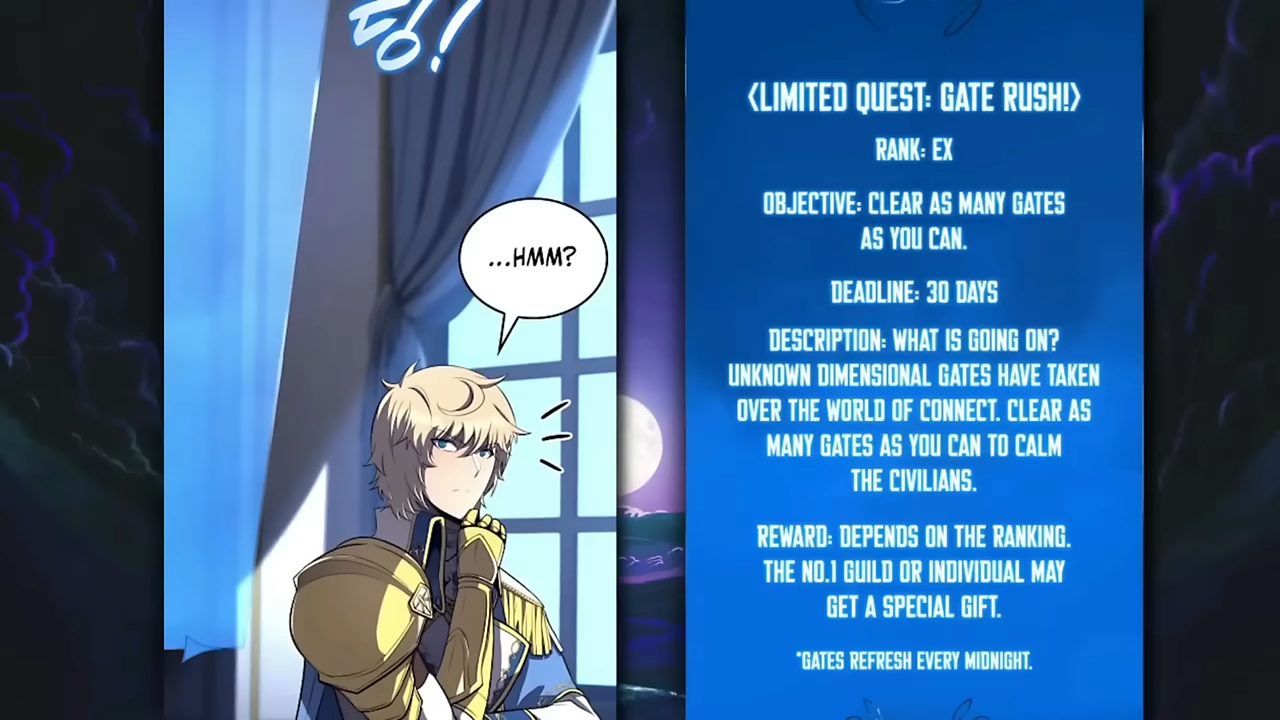 텅!
...HMM?
<LIMITED QUEST: GATE RUSH!>
RANK: EX
OBJECTIVE: CLEAR AS MANY GATES
AS YOU CAN.
DEADLINE: 30 DAYS
DESCRIPTION: WHAT IS GOING ON?
UNKNOWN DIMENSIONAL GATES HAVE TAKEN
OVER THE WORLD OF CONNECT. CLEAR AS
MANY GATES AS YOU CAN TO CALM
THE CIVILIANS.
REWARD: DEPENDS ON THE RANKING.
THE NO.1 GUILD OR INDIVIDUAL MAY
GET A SPECIAL GIFT.
*GATES REFRESH EVERY MIDNIGHT.